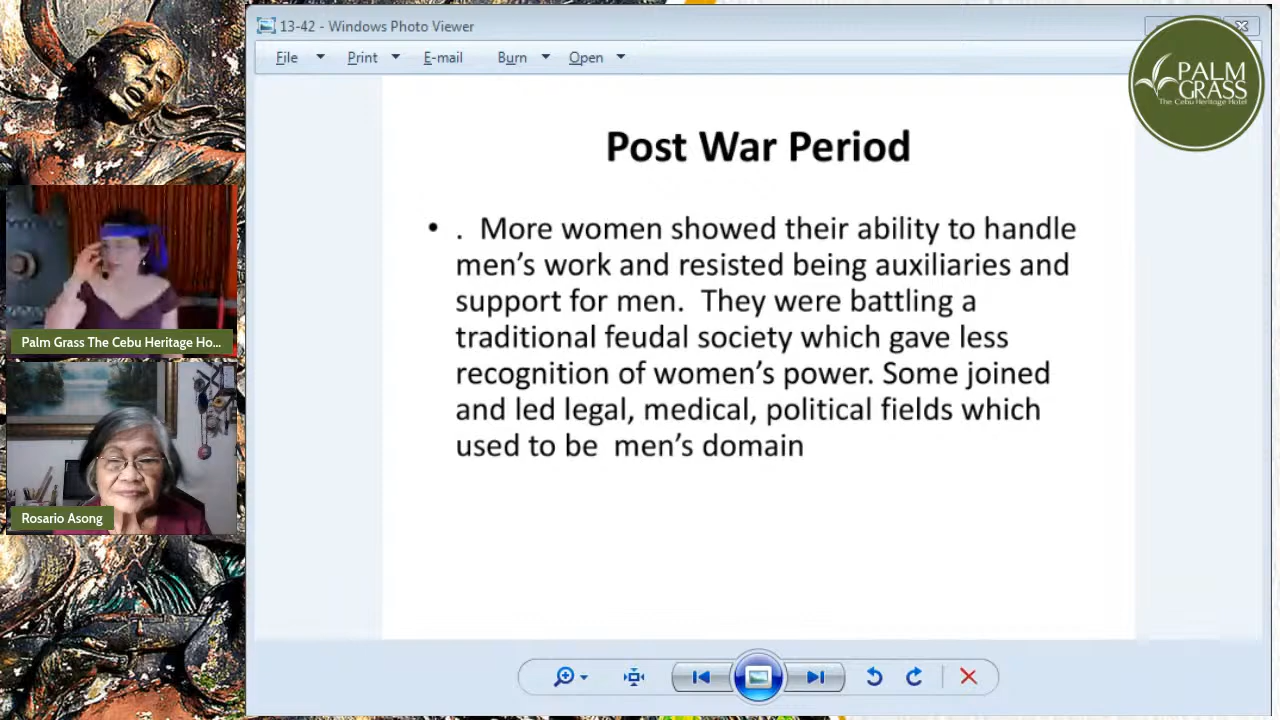 13-42 - Windows Photo Viewer
File Print E-mail Burn Open
PALM
GRASS
The Cebu Heritage Hotel
Post War Period
• . More women showed their ability to handle
men's work and resisted being auxiliaries and
support for men. They were battling a
traditional feudal society which gave less
recognition of women's power. Some joined
and led legal, medical, political fields which
used to be men's domain
Palm Grass The Cebu Heritage Ho...
Rosario Asong